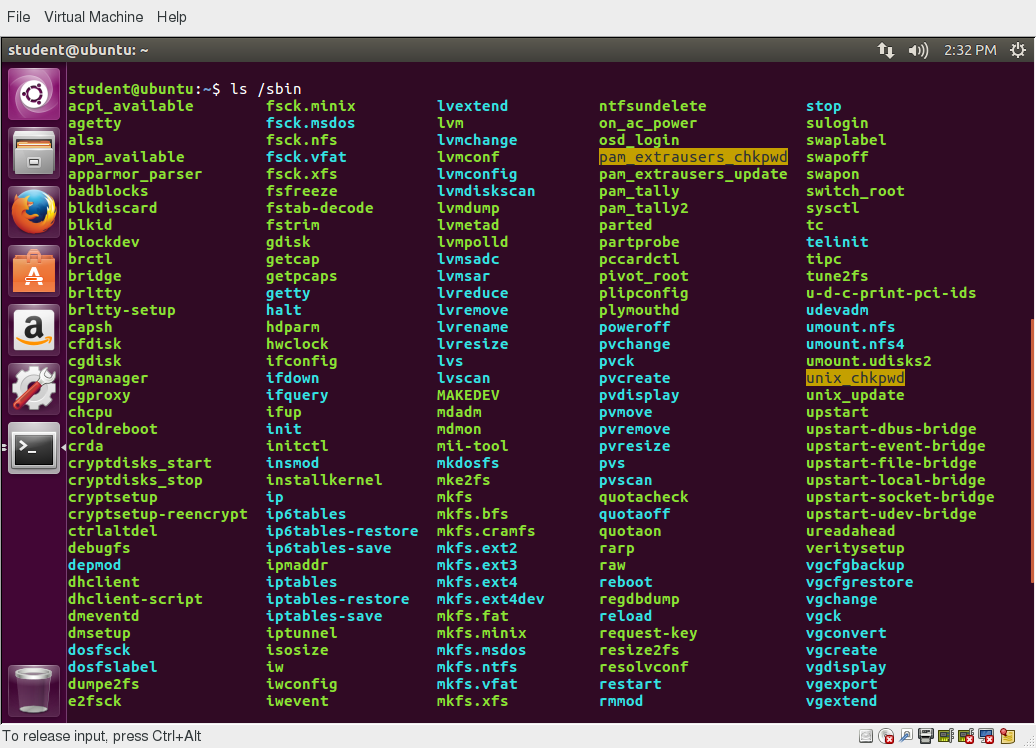 File Virtual Machine Help
student@ubuntu: ~ 2:32 PM
student@ubuntu:~$ ls /sbin
acpi_available fsck.minix lvextend ntfsundelete stop
agetty fsck.msdos lvm on_ac_power sulogin
alsa fsck.nfs lvmchange osd_login swaplabel
apm_available fsck.vfat lvmconf pam_extrausers_chkpwd swapoff
apparmor_parser fsck.xfs lvmconfig pam_extrausers_update swapon
badblocks fsfreeze lvmdiskscan pam_tally switch_root
blkdiscard fstab-decode lvmdump pam_tally2 sysctl
blkid fstrim lvmetad parted tc
blockdev gdisk lvmpolld partprobe telinit
brctl getcap lvmsadc pccardctl tipc
bridge getpcaps lvmsar pivot_root tune2fs
brltty getty lvreduce plipconfig u-d-c-print-pci-ids
brltty-setup halt lvremove plymouthd udevadm
capsh hdparm lvrename poweroff umount.nfs
cfdisk hwclock lvresize pvchange umount.nfs4
cgdisk ifconfig lvs pvck umount.udisks2
cgmanager ifdown lvscan pvcreate unix_chkpwd
cgproxy ifquery MAKEDEV pvdisplay unix_update
chcpu ifup mdadm pvmove upstart
coldreboot init mdmon pvremove upstart-dbus-bridge
crda initctl mii-tool pvresize upstart-event-bridge
cryptdisks_start insmod mkdosfs pvs upstart-file-bridge
cryptdisks_stop installkernel mke2fs pvscan upstart-local-bridge
cryptsetup ip mkfs quotacheck upstart-socket-bridge
cryptsetup-reencrypt ip6tables mkfs.bfs quotaoff upstart-udev-bridge
ctrlaltdel ip6tables-restore mkfs.cramfs quotaon ureadahead
debugfs ip6tables-save mkfs.ext2 rarp veritysetup
depmod ipmaddr mkfs.ext3 raw vgcfgbackup
dhclient iptables mkfs.ext4 reboot vgcfgrestore
dhclient-script iptables-restore mkfs.ext4dev regdbdump vgchange
dmeventd iptables-save mkfs.fat reload vgck
dmsetup iptunnel mkfs.minix request-key vgconvert
dosfsck isosize mkfs.msdos resize2fs vgcreate
dosfslabel iw mkfs.ntfs resolvconf vgdisplay
dumpe2fs iwconfig mkfs.vfat restart vgexport
e2fsck iwevent mkfs.xfs rmmod vgextend
To release input, press Ctrl+Alt